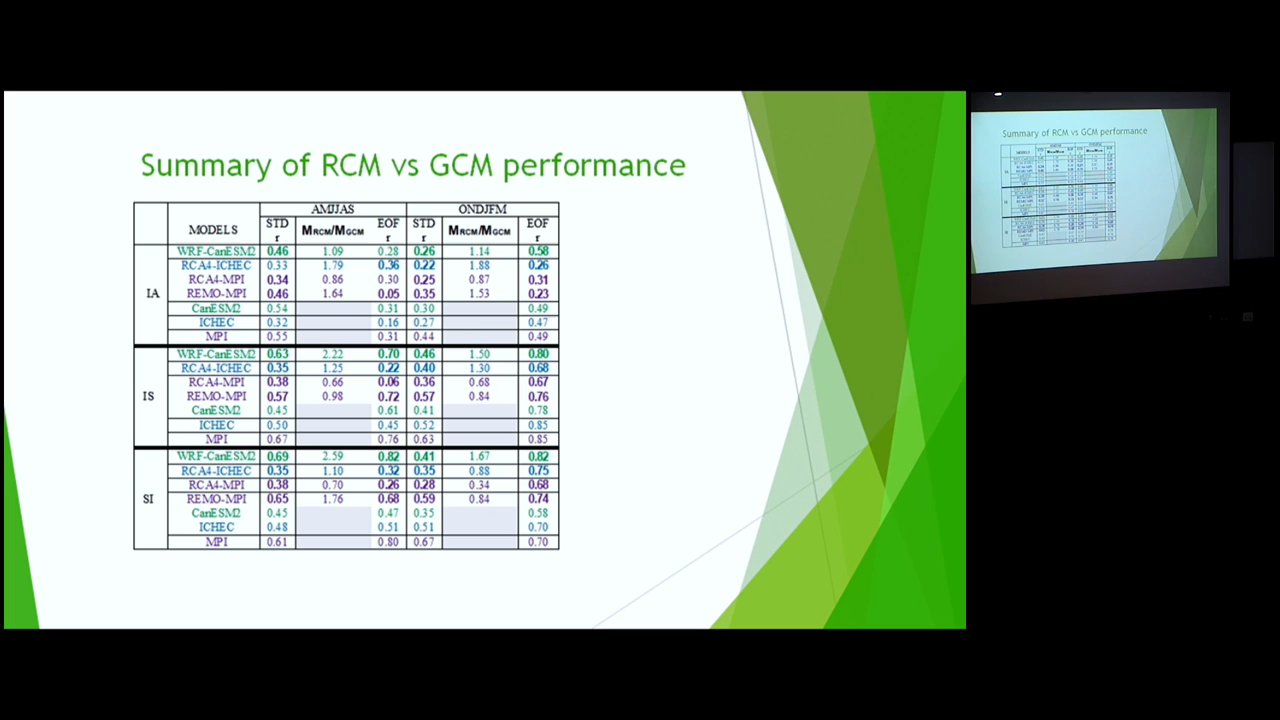 Summary of RCM vs GCM performance
AMJJAS ONDJFM
MODELS STD r MRCM/MGCM EOF r STD r MRCM/MGCM EOF r
IA
WRF-CanESM2 0.46 1.09 0.28 0.26 1.14 0.58
RCA4-ICHEC 0.33 1.79 0.36 0.22 1.88 0.26
RCA4-MPI 0.34 0.86 0.30 0.25 0.87 0.31
REMO-MPI 0.46 1.64 0.05 0.35 1.53 0.23
CanESM2 0.54 0.31 0.30 0.49
ICHEC 0.32 0.16 0.27 0.47
MPI 0.55 0.31 0.44 0.49
IS
WRF-CanESM2 0.63 2.22 0.70 0.46 1.50 0.80
RCA4-ICHEC 0.35 1.25 0.22 0.40 1.30 0.68
RCA4-MPI 0.38 0.66 0.06 0.36 0.68 0.67
REMO-MPI 0.57 0.98 0.72 0.57 0.84 0.76
CanESM2 0.45 0.61 0.41 0.78
ICHEC 0.50 0.45 0.52 0.85
MPI 0.67 0.76 0.63 0.85
SI
WRF-CanESM2 0.69 2.59 0.82 0.41 1.67 0.82
RCA4-ICHEC 0.35 1.10 0.32 0.35 0.88 0.75
RCA4-MPI 0.38 0.70 0.26 0.28 0.34 0.68
REMO-MPI 0.65 1.76 0.68 0.59 0.84 0.74
CanESM2 0.45 0.47 0.35 0.58
ICHEC 0.48 0.51 0.51 0.70
MPI 0.61 0.80 0.67 0.70
Summary of RCM vs GCM performance